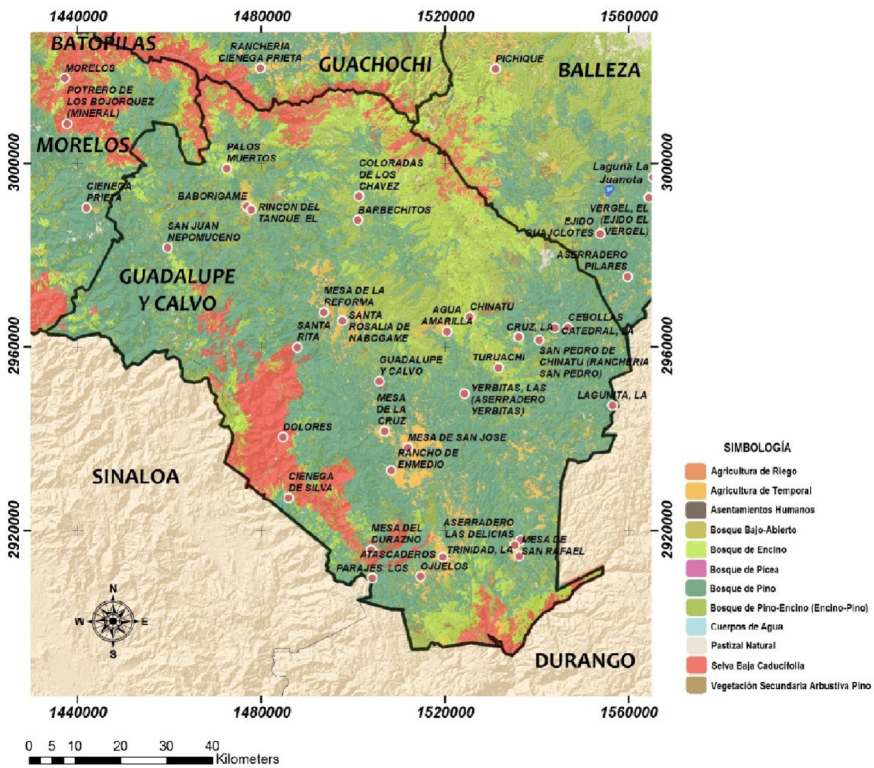 1440000 1480000 1520000 1560000
BATOPILAS
RANCHERIA
CIENEGA PRIETA
GUACHOCHI
PICHIQUE
BALLEZA
MORELOS
POTRERO DE
LOS BOJORQUEZ
(MINERAL)
MORELOS
PALOS
MUERTOS
COLORADAS
DE LOS
CHAVEZ
Laguna La
Juanota
3000000
3000000
CIENEGA
PRIETA
BABORIGAME
RINCON DEL
TANQUE, EL
BARBECHITOS
VERGEL, EL
(EJIDO EL
VERGEL)
EJIDO
GUAJOLOTES
SAN JUAN
NEPOMUCENO
ASERRADERO
PILARES
GUADALUPE
Y CALVO
MESA DE LA
REFORMA
SANTA
ROSALIA DE
NABOGAME
AGUA
AMARILLA
CHINATU
CRUZ, LA
CEBOLLAS
CATEDRAL, LA
SANTA
RITA
2960000
2960000
SAN PEDRO DE
CHINATU (RANCHERIA
SAN PEDRO)
GUADALUPE
Y CALVO
TURUACHI
YERBITAS, LAS
(ASERRADERO
YERBITAS)
LAGUNITA, LA
MESA
DE LA
CRUZ
DOLORES
MESA DE SAN JOSE
RANCHO DE
ENMEDIO
SINALOA
CIENEGA
DE SILVA
2920000
2920000
MESA DEL
DURAZNO
ASERRADERO
LAS DELICIAS
MESA DE
SAN RAFAEL
ATASCADEROS
TRINIDAD, LA
PARAJES, LOS
OJUELOS
N
W E
S
DURANGO
1440000 1480000 1520000 1560000
0 5 10 20 30 40
Kilometers
SIMBOLOGÍA
Agricultura de Riego
Agricultura de Temporal
Asentamientos Humanos
Bosque Bajo-Abierto
Bosque de Encino
Bosque de Picea
Bosque de Pino
Bosque de Pino-Encino (Encino-Pino)
Cuerpos de Agua
Pastizal Natural
Selva Baja Caducifolia
Vegetación Secundaria Arbustiva Pino